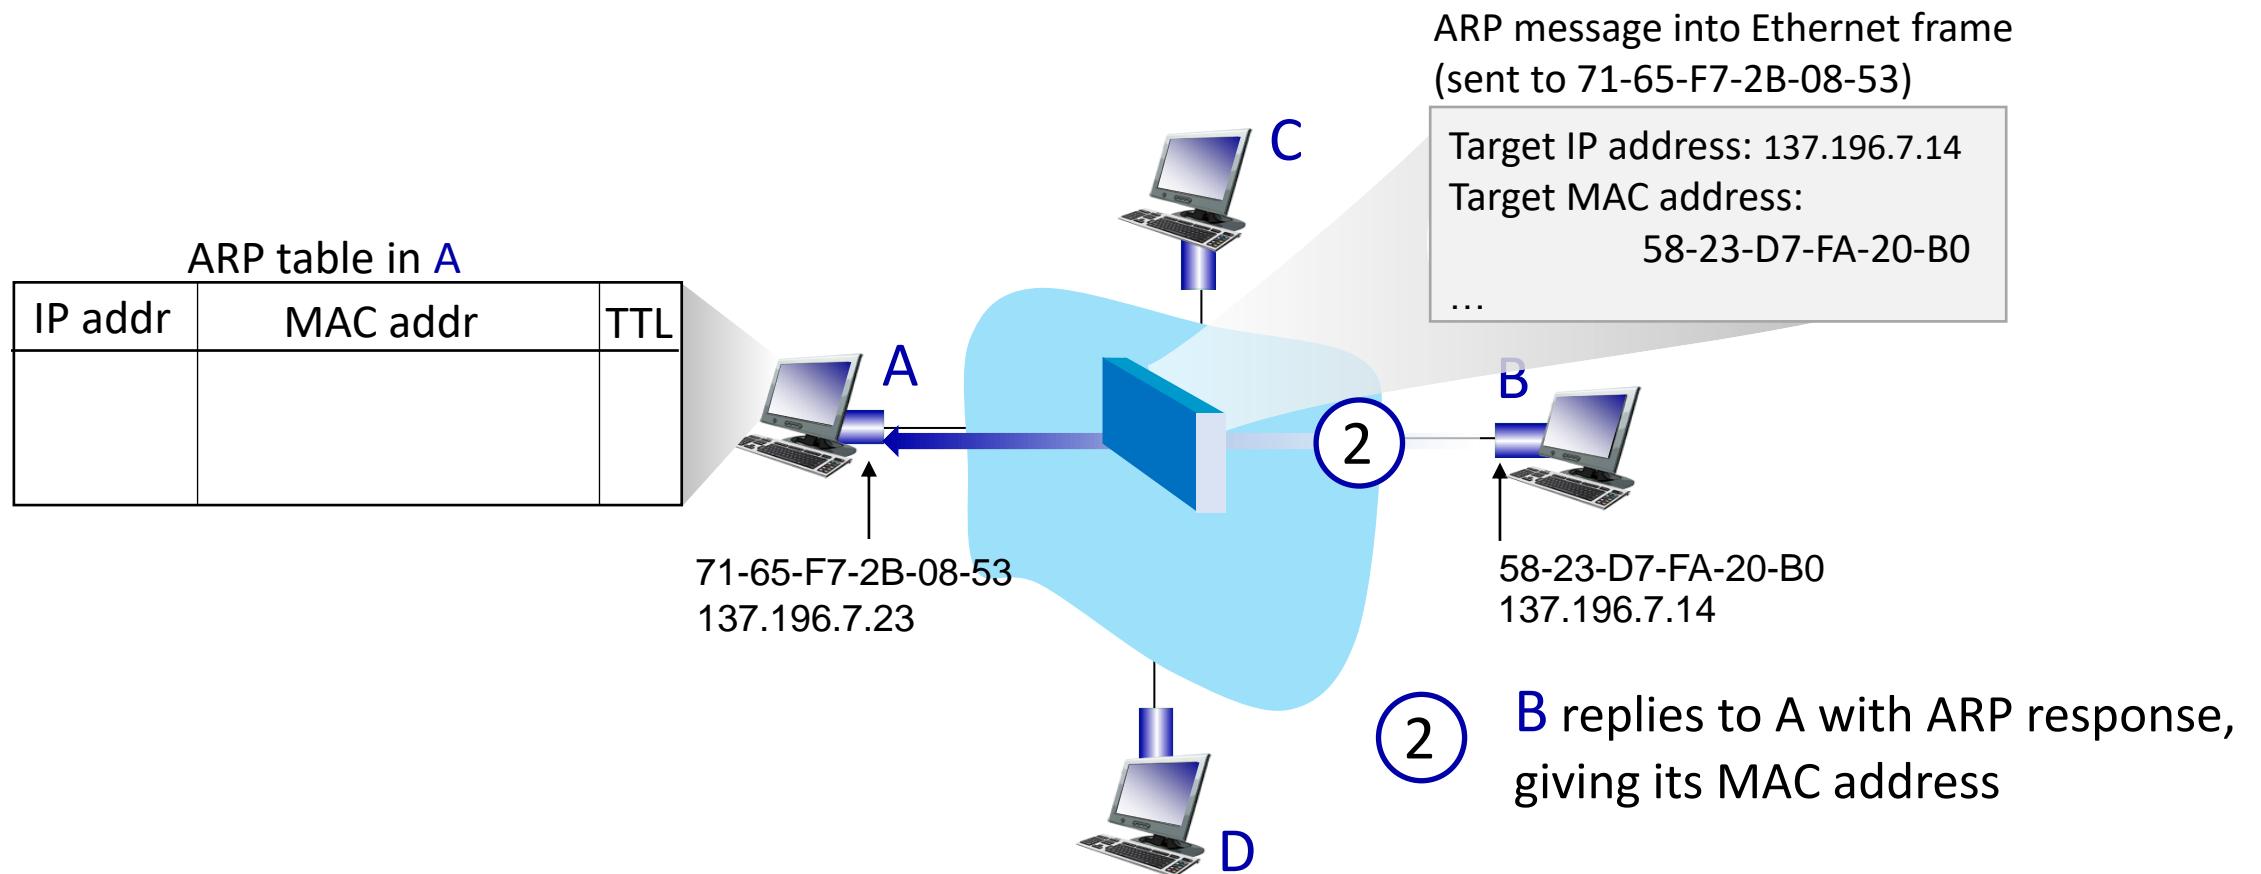 ARP message into Ethernet frame
(sent to 71-65-F7-2B-08-53)
Target IP address: 137.196.7.14
Target MAC address:
58-23-D7-FA-20-B0
…
C
ARP table in A
IP addr MAC addr TTL
A
B
2
71-65-F7-2B-08-53
137.196.7.23
58-23-D7-FA-20-B0
137.196.7.14
2 B replies to A with ARP response,
giving its MAC address
D